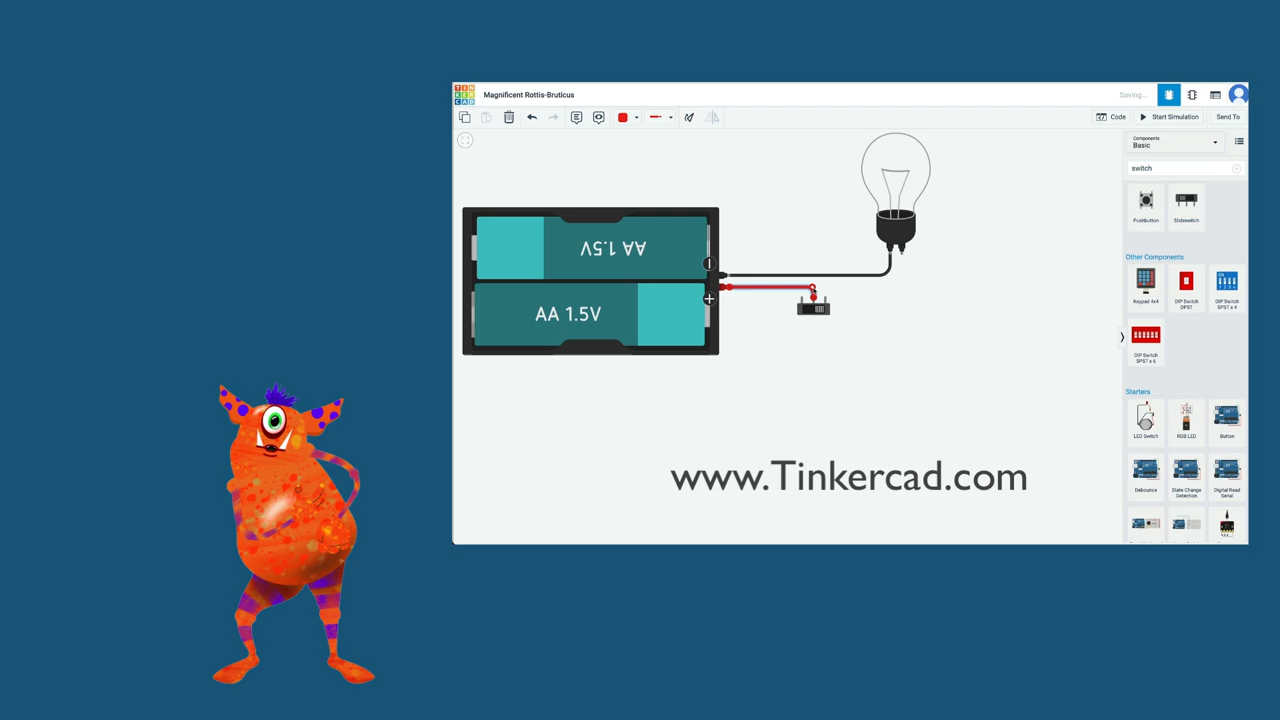 TIN
KER
CAD
Magnificent Rottis-Bruticus
Saving...
Code
Start Simulation
Send To
Components
Basic
switch
Pushbutton
Slideswitch
Other Components
Keypad 4x4
DIP Switch
DPST
DIP Switch
SPST x 4
DIP Switch
SPST x 6
Starters
LED Switch
RGB LED
Button
Debounce
State Change
Detection
Digital Read
Serial
AA 1.5V
AA 1.5V
www.Tinkercad.com